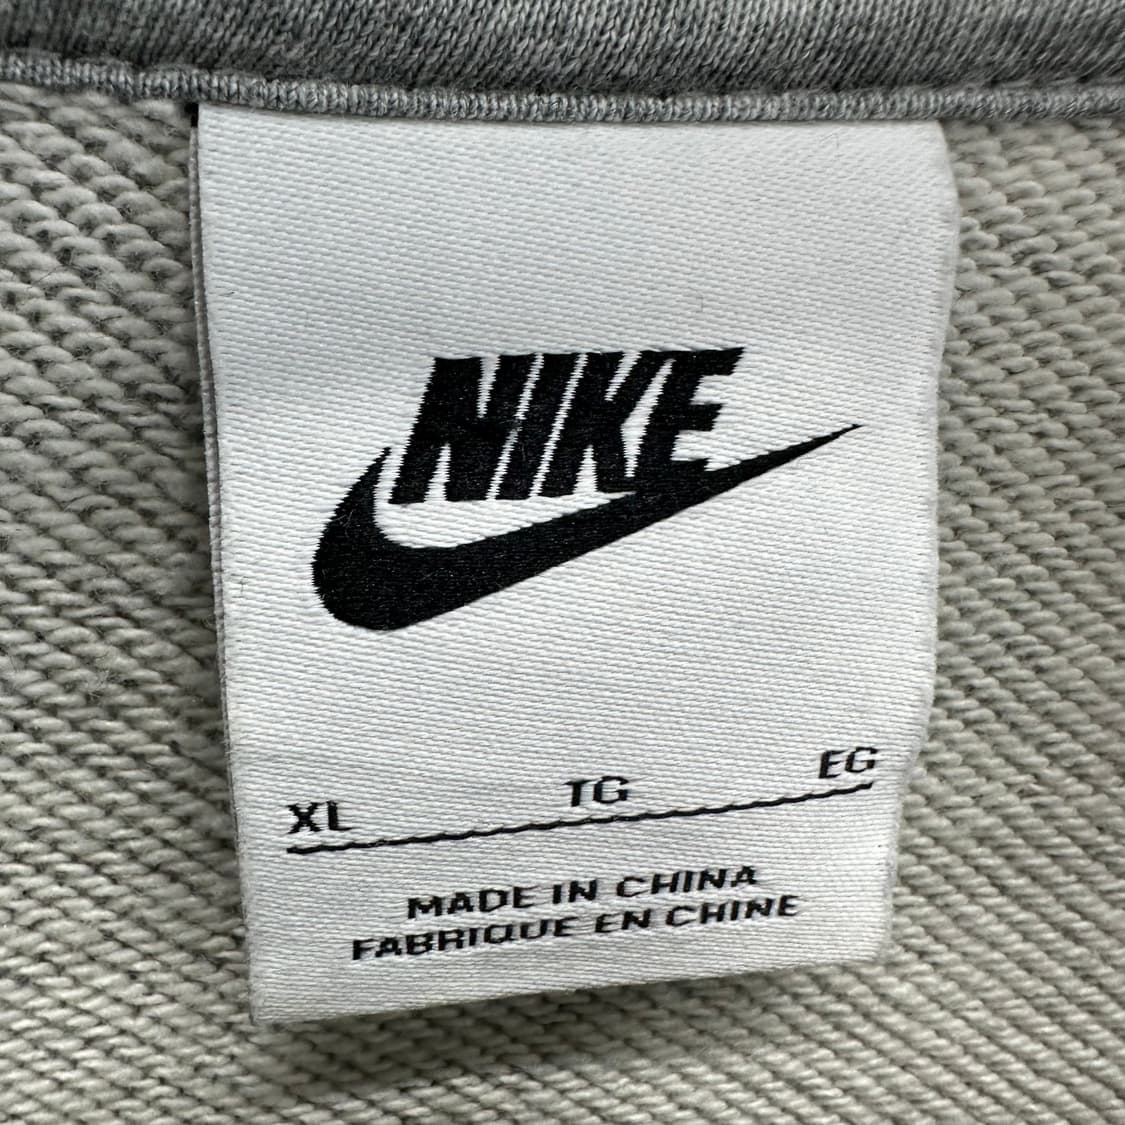 NIKE
XL TG EG
MADE IN CHINA
FABRIQUE EN CHINE